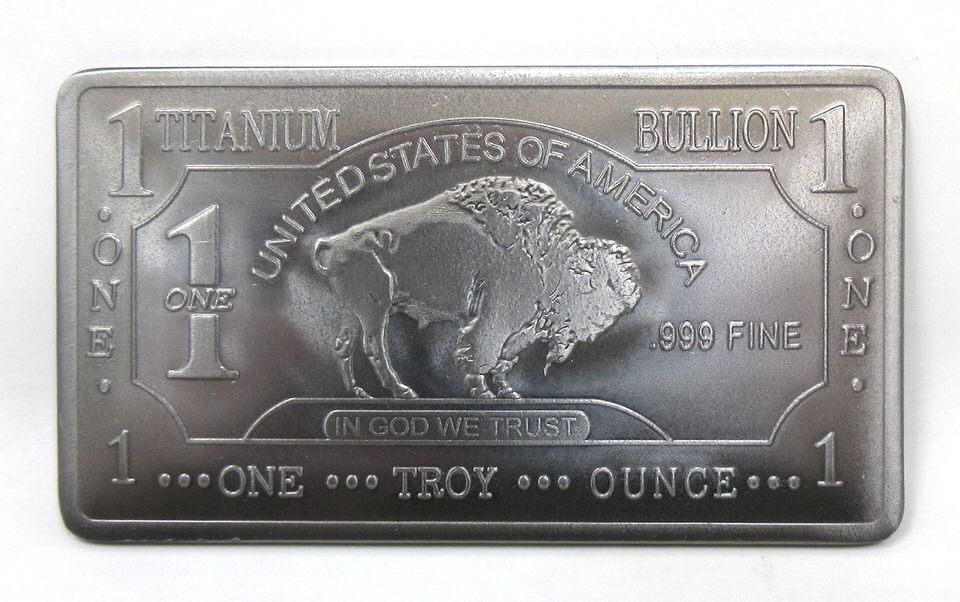 1 TITANIUM BULLION 1
UNITED STATES OF AMERICA
1
ONE
·ONE·
·ONE·
.999 FINE
IN GOD WE TRUST
1 ···ONE ··· TROY ··· OUNCE··· 1